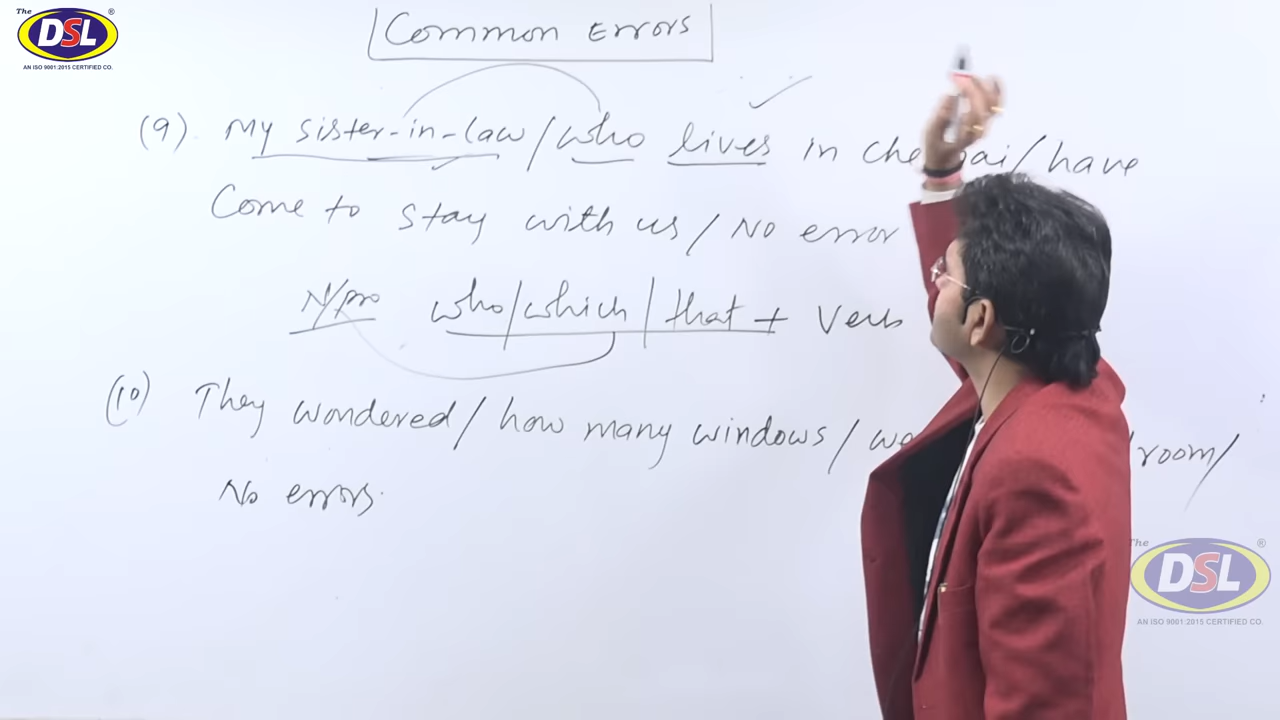 The DSL ®
AN ISO 9001:2015 CERTIFIED CO.
Common Errors
(9) My sister-in-law/who lives in che ai/have
Come to stay with us/No error
N/pro who/which/that + Verb
(10) They wondered/how many windows/we room/
No errors.
The DSL ®
AN ISO 9001:2015 CERTIFIED CO.